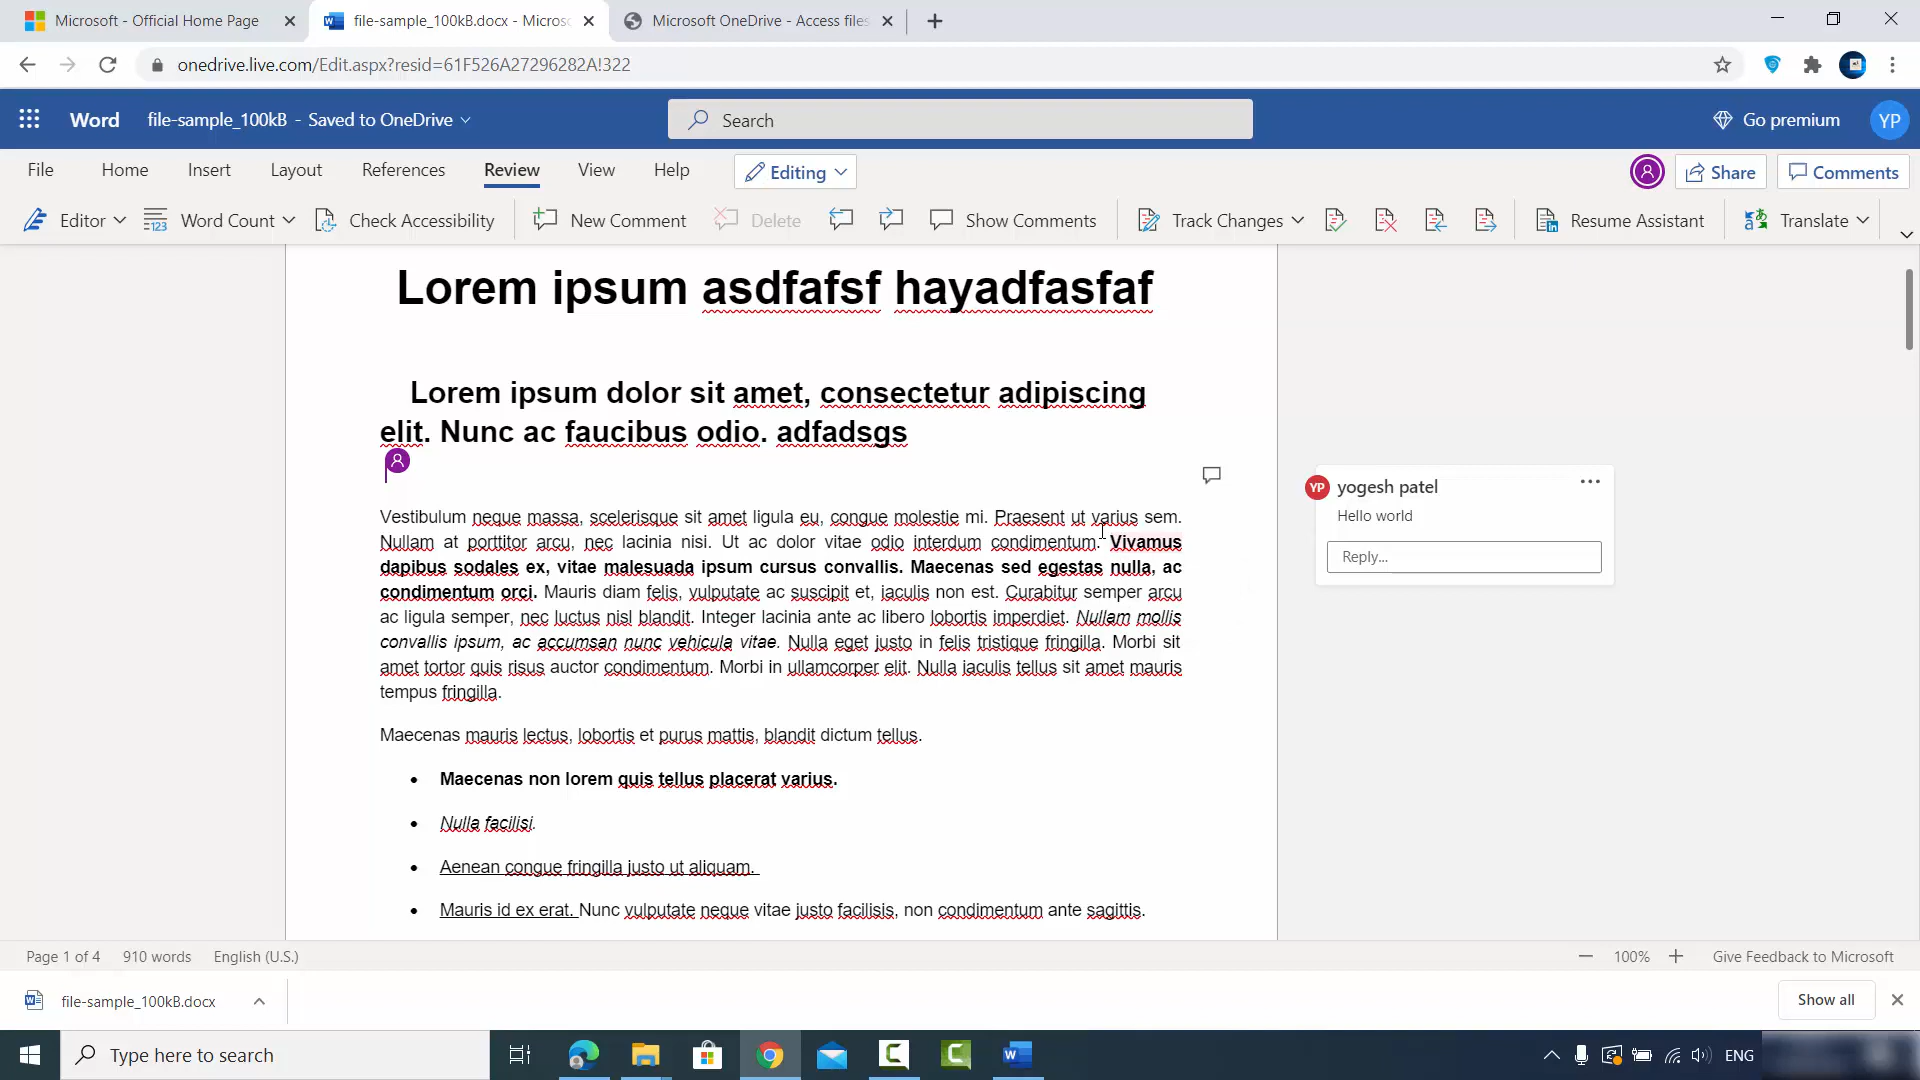 Microsoft - Official Home Page
file-sample_100kB.docx - Micros
Microsoft OneDrive - Access files
onedrive.live.com/Edit.aspx?resid=61F526A27296282A!322
Word file-sample_100kB - Saved to OneDrive
Search
Go premium YP
File Home Insert Layout References Review View Help Editing Share Comments
Editor Word Count Check Accessibility New Comment Delete Show Comments Track Changes Resume Assistant Translate
Lorem ipsum asdfafsf hayadfasfaf
Lorem ipsum dolor sit amet, consectetur adipiscing
elit. Nunc ac faucibus odio. adfadsgs
Vestibulum neque massa, scelerisque sit amet ligula eu, congue molestie mi. Praesent ut varius sem.
Nullam at porttitor arcu, nec lacinia nisi. Ut ac dolor vitae odio interdum condimentum. Vivamus
dapibus sodales ex, vitae malesuada ipsum cursus convallis. Maecenas sed egestas nulla, ac
condimentum orci. Mauris diam felis, vulputate ac suscipit et, iaculis non est. Curabitur semper arcu
ac ligula semper, nec luctus nisl blandit. Integer lacinia ante ac libero lobortis imperdiet. Nullam mollis
convallis ipsum, ac accumsan nunc vehicula vitae. Nulla eget justo in felis tristique fringilla. Morbi sit
amet tortor quis risus auctor condimentum. Morbi in ullamcorper elit. Nulla iaculis tellus sit amet mauris
tempus fringilla.
Maecenas mauris lectus, lobortis et purus mattis, blandit dictum tellus.
• Maecenas non lorem quis tellus placerat varius.
• Nulla facilisi.
• Aenean congue fringilla justo ut aliquam.
• Mauris id ex erat. Nunc vulputate neque vitae justo facilisis, non condimentum ante sagittis.
YP yogesh patel
Hello world
Reply...
Page 1 of 4 910 words English (U.S.) 100% Give Feedback to Microsoft
file-sample_100kB.docx
Show all
Type here to search
ENG